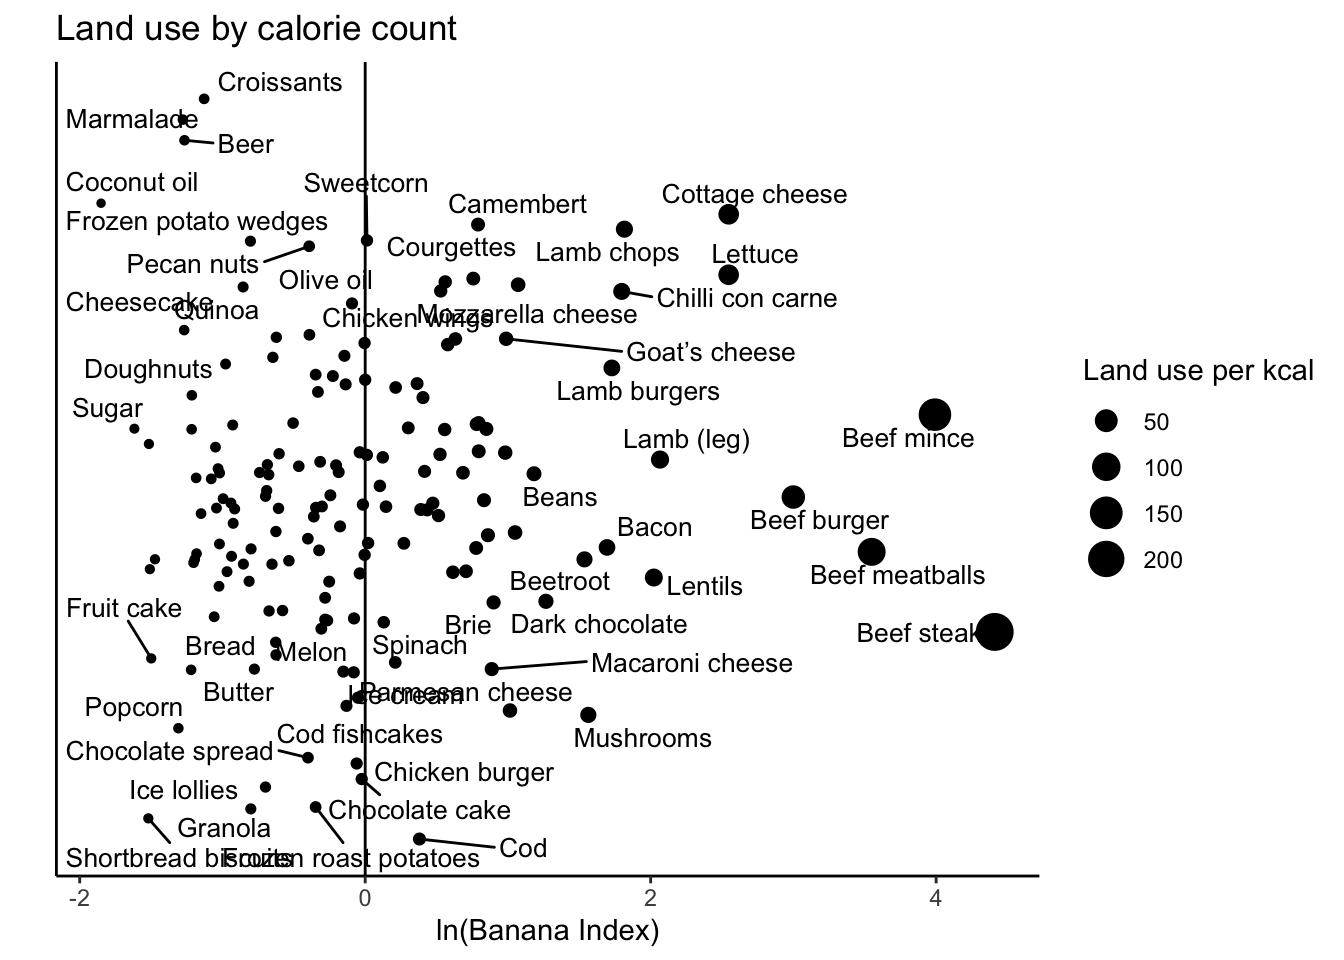 Land use by calorie count
Croissants
Marmalade
Beer
Coconut oil
Sweetcorn
Cottage cheese
Camembert
Frozen potato wedges
Courgettes
Lamb chops
Lettuce
Pecan nuts
Olive oil
Chilli con carne
Cheesecake
Quinoa
Chicken wings
Mozzarella cheese
Goat's cheese
Doughnuts
Lamb burgers
Sugar
Beef mince
Lamb (leg)
Beans
Beef burger
Bacon
Beef meatballs
Beetroot
Lentils
Fruit cake
Brie
Dark chocolate
Beef steak
Bread
Melon
Spinach
Macaroni cheese
Butter
Ice cream
Parmesan cheese
Popcorn
Cod fishcakes
Mushrooms
Chocolate spread
Chicken burger
Ice lollies
Chocolate cake
Granola
Cod
Shortbread biscuits
Frozen roast potatoes
Land use per kcal
50
100
150
200
-2
0
2
4
ln(Banana Index)